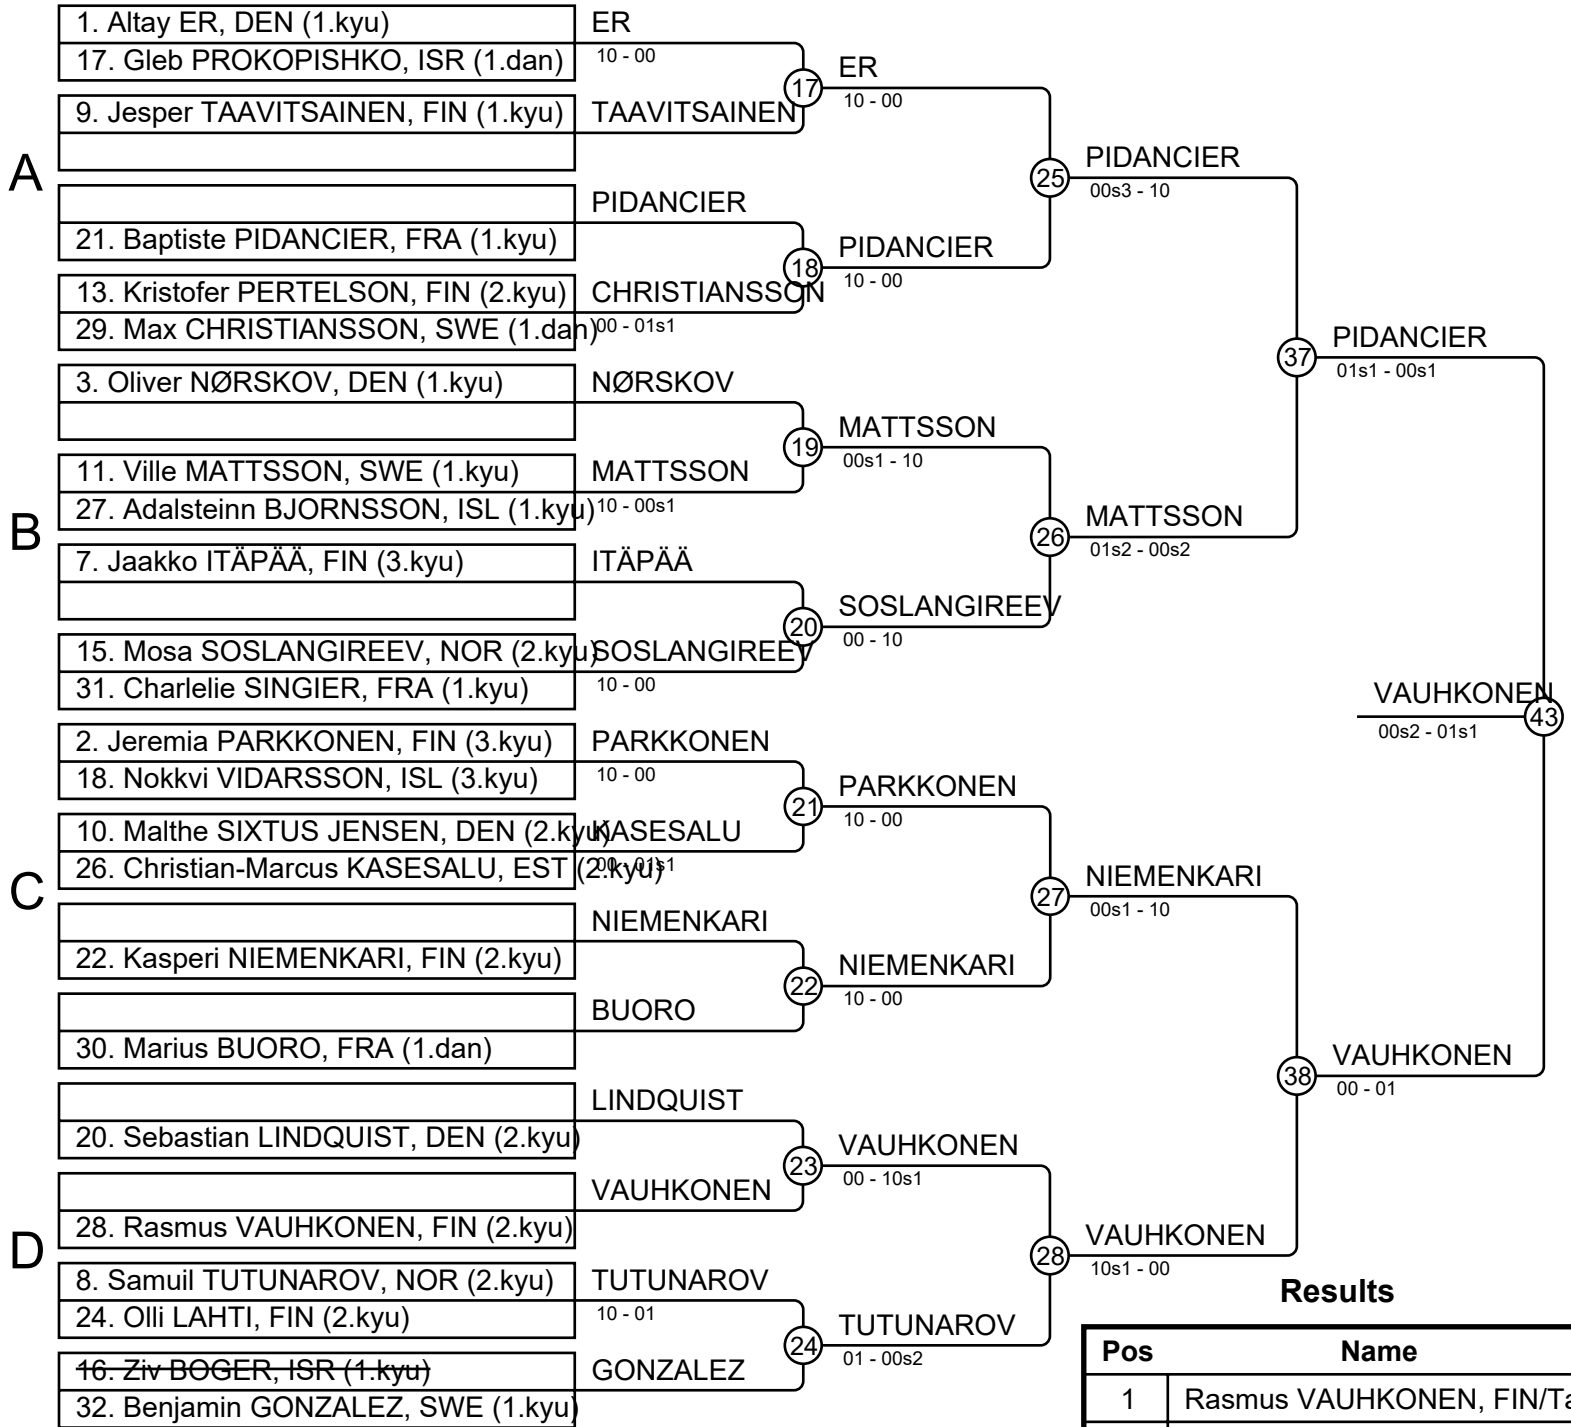 1. Altay ER, DEN (1.kyu)
17. Gleb PROKOPISHKO, ISR (1.dan)
9. Jesper TAAVITSAINEN, FIN (1.kyu)
A
21. Baptiste PIDANCIER, FRA (1.kyu)
13. Kristofer PERTELSON, FIN (2.kyu)
29. Max CHRISTIANSSON, SWE (1.dan)
3. Oliver NØRSKOV, DEN (1.kyu)
11. Ville MATTSSON, SWE (1.kyu)
27. Adalsteinn BJORNSSON, ISL (1.kyu)
B
7. Jaakko ITÄPÄÄ, FIN (3.kyu)
15. Mosa SOSLANGIREEV, NOR (2.kyu)
31. Charlelie SINGIER, FRA (1.kyu)
2. Jeremia PARKKONEN, FIN (3.kyu)
18. Nokkvi VIDARSSON, ISL (3.kyu)
10. Malthe SIXTUS JENSEN, DEN (2.kyu)
26. Christian-Marcus KASESALU, EST (2.kyu)
C
22. Kasperi NIEMENKARI, FIN (2.kyu)
30. Marius BUORO, FRA (1.dan)
20. Sebastian LINDQUIST, DEN (2.kyu)
28. Rasmus VAUHKONEN, FIN (2.kyu)
D
8. Samuil TUTUNAROV, NOR (2.kyu)
24. Olli LAHTI, FIN (2.kyu)
16. Ziv BOGER, ISR (1.kyu)
32. Benjamin GONZALEZ, SWE (1.kyu)
ER
10 - 00
TAAVITSAINEN
PIDANCIER
CHRISTIANSSON
00 - 01s1
NØRSKOV
MATTSSON
10 - 00s1
ITÄPÄÄ
SOSLANGIREEV
10 - 00
PARKKONEN
10 - 00
KASESALU
00 - 01s1
NIEMENKARI
BUORO
LINDQUIST
VAUHKONEN
TUTUNAROV
10 - 01
GONZALEZ
17
ER
10 - 00
18
PIDANCIER
10 - 00
19
MATTSSON
00s1 - 10
20
SOSLANGIREEV
00 - 10
21
PARKKONEN
10 - 00
22
NIEMENKARI
10 - 00
23
VAUHKONEN
00 - 10s1
24
TUTUNAROV
01 - 00s2
25
PIDANCIER
00s3 - 10
26
MATTSSON
01s2 - 00s2
27
NIEMENKARI
00s1 - 10
28
VAUHKONEN
10s1 - 00
37
PIDANCIER
01s1 - 00s1
38
VAUHKONEN
00 - 01
VAUHKONEN
43
00s2 - 01s1
Results
Pos Name
1 Rasmus VAUHKONEN, FIN/Ta